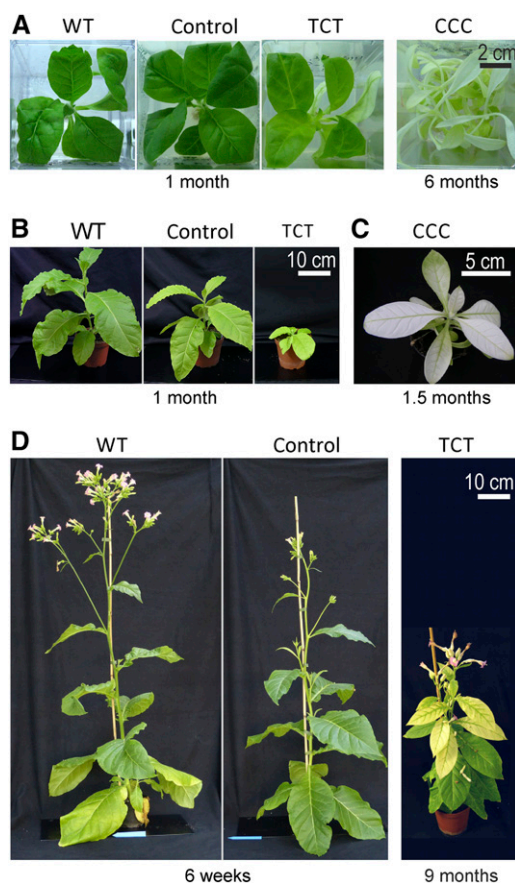 A WT Control TCT CCC
2 cm
1 month 6 months
B WT Control TCT C CCC
10 cm 5 cm
1 month 1.5 months
D WT Control TCT
10 cm
6 weeks 9 months